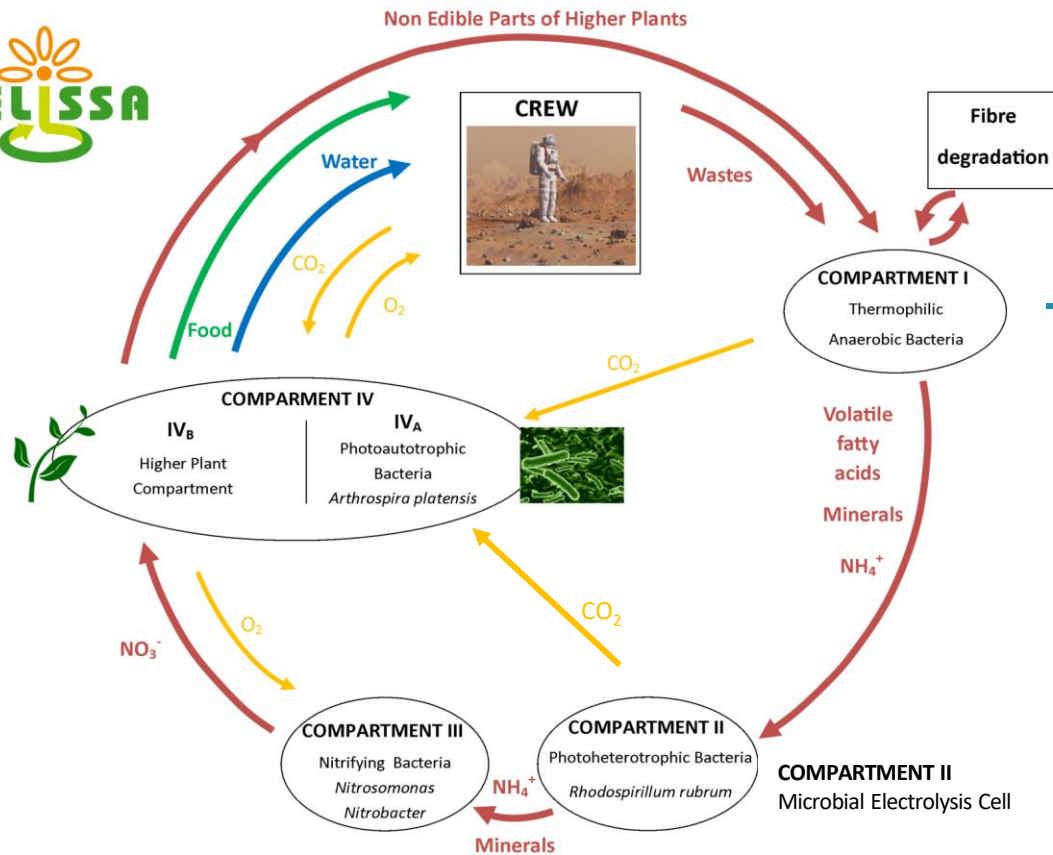 Non Edible Parts of Higher Plants
ELISSA
CREW
Water
Wastes
Fibre
degradation
CO₂
O₂
Food
COMPARTMENT I
Thermophilic
Anaerobic Bacteria
CO₂
COMPARMENT IV
IV_B
Higher Plant
Compartment
IV_A
Photoautotrophic
Bacteria
Arthrospira platensis
Volatile
fatty
acids
Minerals
NH₄⁺
CO₂
O₂
NO₃⁻
COMPARTMENT III
Nitrifying Bacteria
Nitrosomonas
Nitrobacter
NH₄⁺
Minerals
COMPARTMENT II
Photoheterotrophic Bacteria
Rhodospirillum rubrum
COMPARTMENT II
Microbial Electrolysis Cell